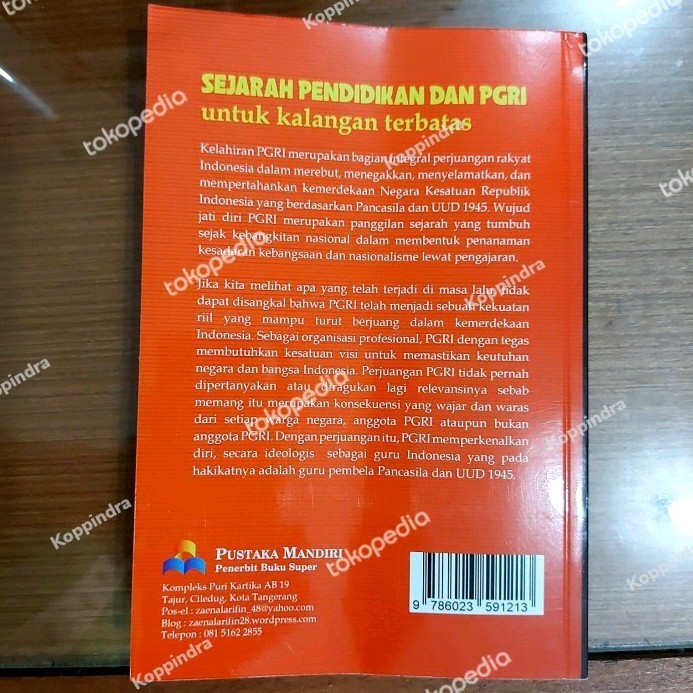 SEJARAH PENDIDIKAN DAN PGRI
untuk kalangan terbatas
Kelahiran PGRI merupakan bagian integral perjuangan rakyat
Indonesia dalam merebut, menegakkan, menyelamatkan, dan
mempertahankan kemerdekaan Negara Kesatuan Republik
Indonesia yang berdasarkan Pancasila dan UUD 1945. Wujud
jati diri PGRI merupakan panggilan sejarah yang tumbuh
sejak kebangkitan nasional dalam membentuk penanaman
kesadaran kebangsaan dan nasionalisme lewat pengajaran.
Jika kita melihat apa yang telah terjadi di masa lalu, tidak
dapat disangkal bahwa PGRI telah menjadi sebuah kekuatan
riil yang mampu turut berjuang dalam kemerdekaan
Indonesia. Sebagai organisasi profesional, PGRI dengan tegas
membutuhkan kesatuan visi untuk memastikan keutuhan
negara dan bangsa Indonesia. Perjuangan PGRI tidak pernah
dipertanyakan atau diragukan lagi relevansinya sebab
memang itu merupakan konsekuensi yang wajar dan waras
dari setiap warga negara, anggota PGRI ataupun bukan
anggota PGRI. Dengan perjuangan itu, PGRI memperkenalkan
diri, secara ideologis sebagai guru Indonesia yang pada
hakikatnya adalah guru pembela Pancasila dan UUD 1945.
PUSTAKA MANDIRI
Penerbit Buku Super
Kompleks Puri Kartika AB 19
Tajur, Ciledug, Kota Tangerang
Pos-el : zaenalarifin_48@yahoo.com
Blog : zaenalarifin28.wordpress.com
Telepon : 081 5162 2855
9 786023 591213
tokopedia
Koppindra